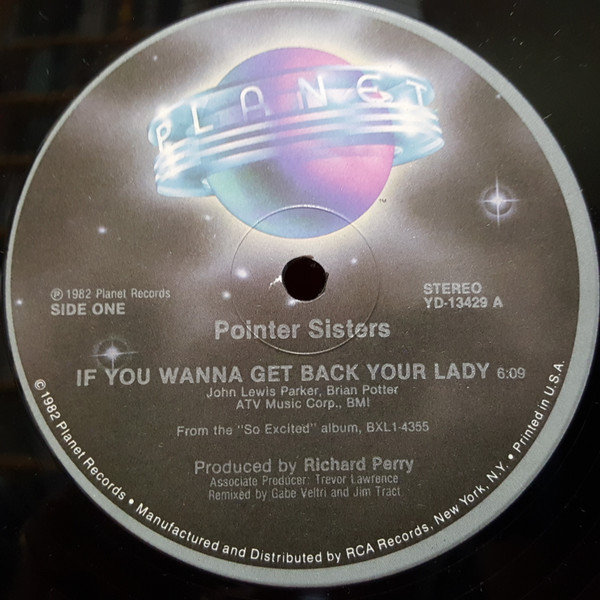 PLANET
™
℗ 1982 Planet Records
SIDE ONE
STEREO
YD-13429 A
Pointer Sisters
IF YOU WANNA GET BACK YOUR LADY 6:09
John Lewis Parker, Brian Potter
ATV Music Corp., BMI
From the "So Excited" album, BXL1-4355
Produced by Richard Perry
Associate Producer: Trevor Lawrence
Remixed by Gabe Veltri and Jim Tract
©1982 Planet Records • Manufactured and Distributed by RCA Records, New York, N.Y. • Printed in U.S.A.